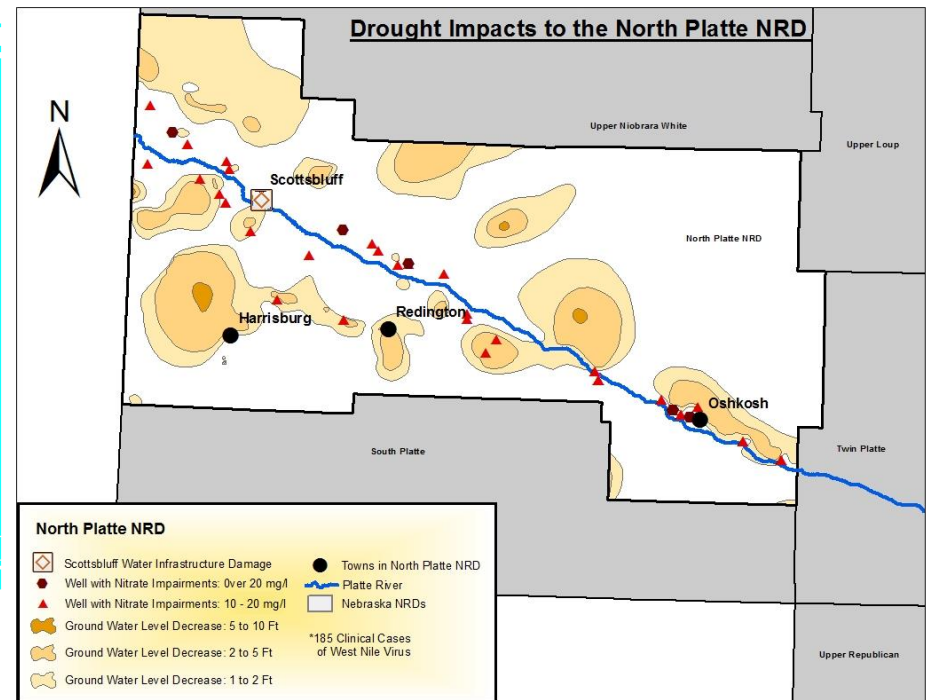 Drought Impacts to the North Platte NRD
N
Upper Niobrara White
Upper Loup
Scottsbluff
North Platte NRD
Harrisburg
Redington
Oshkosh
South Platte
Twin Platte
Upper Republican
North Platte NRD
Scottsbluff Water Infrastructure Damage
Well with Nitrate Impairments: 0ver 20 mg/l
Well with Nitrate Impairments: 10 - 20 mg/l
Ground Water Level Decrease: 5 to 10 Ft
Ground Water Level Decrease: 2 to 5 Ft
Ground Water Level Decrease: 1 to 2 Ft
Towns in North Platte NRD
Platte River
Nebraska NRDs
*185 Clinical Cases
of West Nile Virus